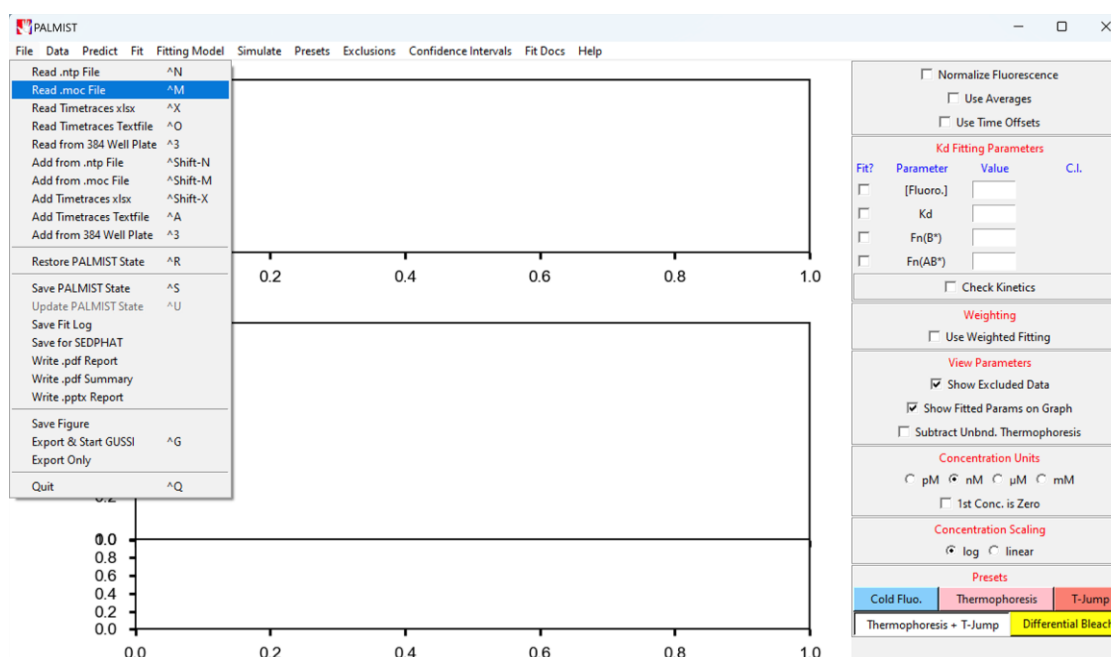 PALMIST
File Data Predict Fit Fitting Model Simulate Presets Exclusions Confidence Intervals Fit Docs Help
Read .ntp File ^N
Read .moc File ^M
Read Timetraces xlsx ^X
Read Timetraces Textfile ^O
Read from 384 Well Plate ^3
Add from .ntp File ^Shift-N
Add from .moc File ^Shift-M
Add Timetraces xlsx ^Shift-X
Add Timetraces Textfile ^A
Add from 384 Well Plate ^3
Restore PALMIST State ^R
Save PALMIST State ^S
Update PALMIST State ^U
Save Fit Log
Save for SEDPHAT
Write .pdf Report
Write .pdf Summary
Write .pptx Report
Save Figure
Export & Start GUSSI ^G
Export Only
Quit ^Q
0.2 0.4 0.6 0.8 1.0
0.2
0.0
0.8
0.6
0.4
0.2
0.0
0.0 0.2 0.4 0.6 0.8 1.0
Normalize Fluorescence
Use Averages
Use Time Offsets
Kd Fitting Parameters
Fit? Parameter Value C.I.
[Fluoro.]
Kd
Fn(B*)
Fn(AB*)
Check Kinetics
Weighting
Use Weighted Fitting
View Parameters
Show Excluded Data
Show Fitted Params on Graph
Subtract Unbnd. Thermophoresis
Concentration Units
pM nM µM mM
1st Conc. is Zero
Concentration Scaling
log linear
Presets
Cold Fluo. Thermophoresis T-Jump
Thermophoresis + T-Jump Differential Bleach